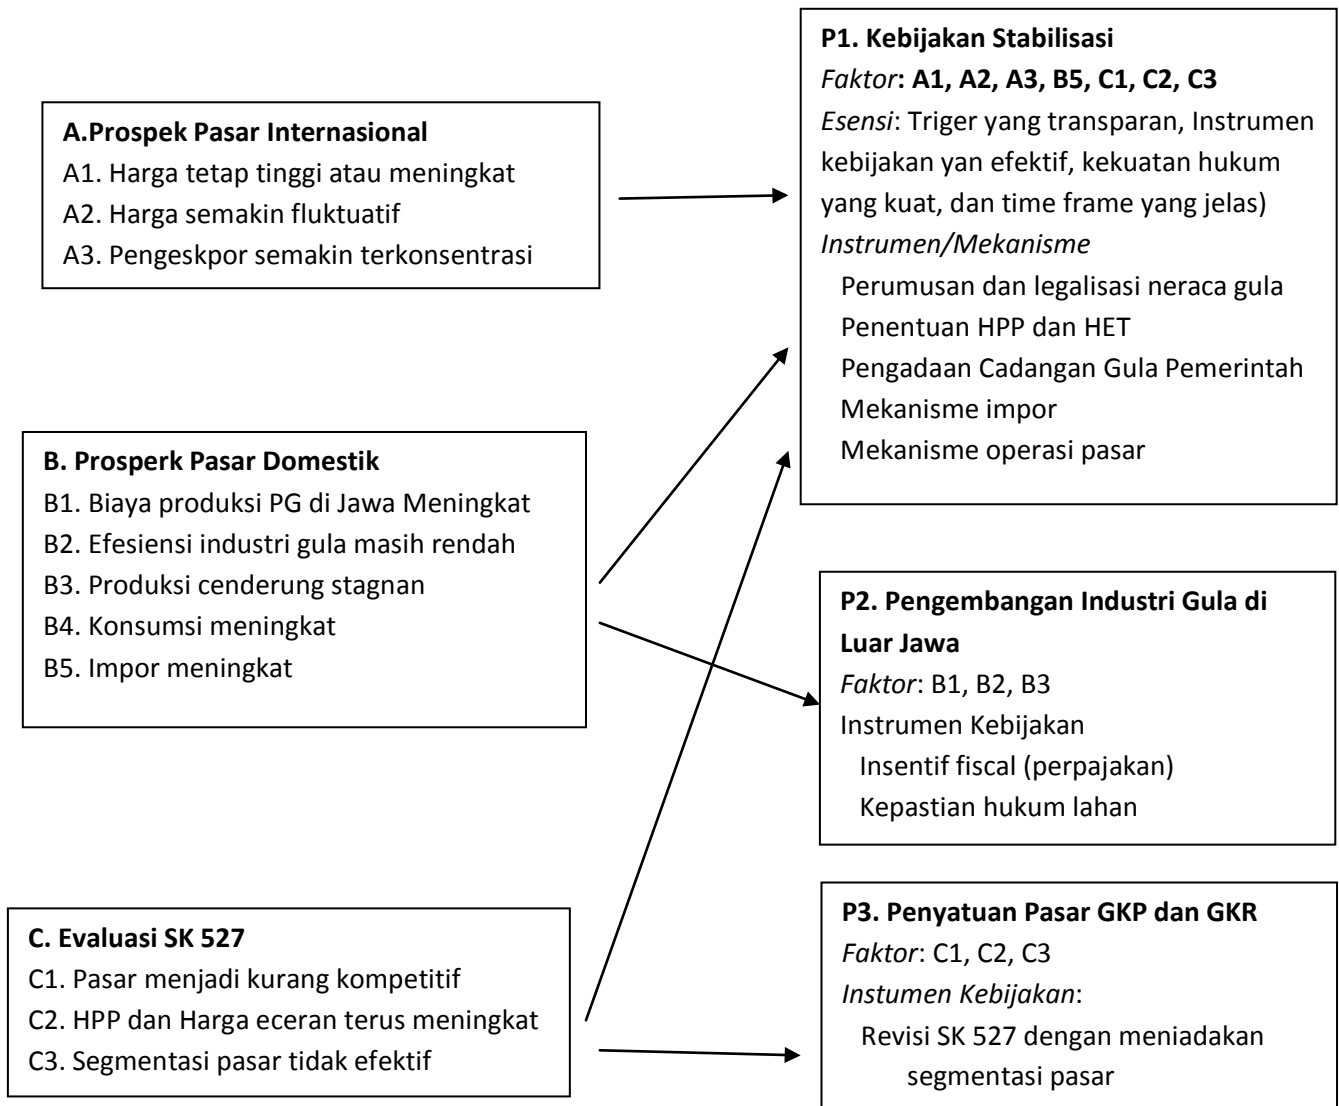 A.Prospek Pasar Internasional
A1. Harga tetap tinggi atau meningkat
A2. Harga semakin fluktuatif
A3. Pengeskpor semakin terkonsentrasi
B. Prosperk Pasar Domestik
B1. Biaya produksi PG di Jawa Meningkat
B2. Efesiensi industri gula masih rendah
B3. Produksi cenderung stagnan
B4. Konsumsi meningkat
B5. Impor meningkat
C. Evaluasi SK 527
C1. Pasar menjadi kurang kompetitif
C2. HPP dan Harga eceran terus meningkat
C3. Segmentasi pasar tidak efektif
P1. Kebijakan Stabilisasi
Faktor: A1, A2, A3, B5, C1, C2, C3
Esensi: Triger yang transparan, Instrumen
kebijakan yan efektif, kekuatan hukum
yang kuat, dan time frame yang jelas)
Instrumen/Mekanisme
Perumusan dan legalisasi neraca gula
Penentuan HPP dan HET
Pengadaan Cadangan Gula Pemerintah
Mekanisme impor
Mekanisme operasi pasar
P2. Pengembangan Industri Gula di
Luar Jawa
Faktor: B1, B2, B3
Instrumen Kebijakan
Insentif fiscal (perpajakan)
Kepastian hukum lahan
P3. Penyatuan Pasar GKP dan GKR
Faktor: C1, C2, C3
Instumen Kebijakan:
Revisi SK 527 dengan meniadakan
segmentasi pasar